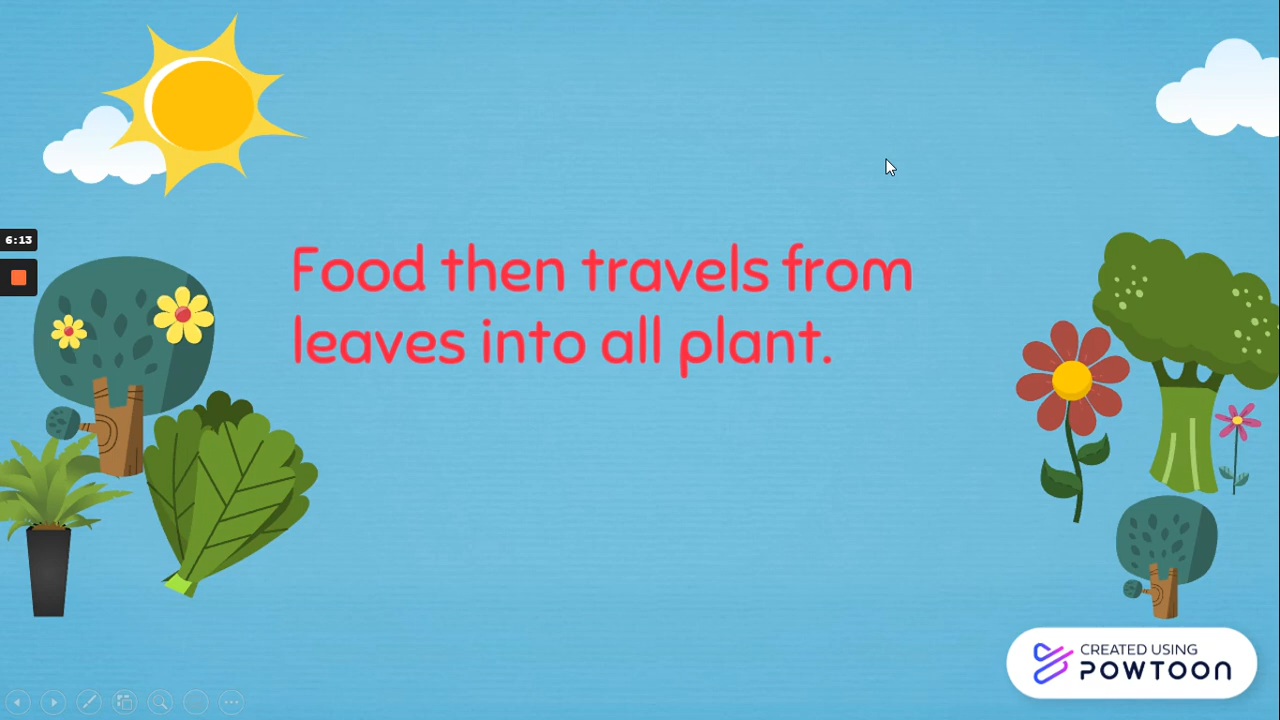 6:13
Food then travels from
leaves into all plant.
CREATED USING
POWTOON